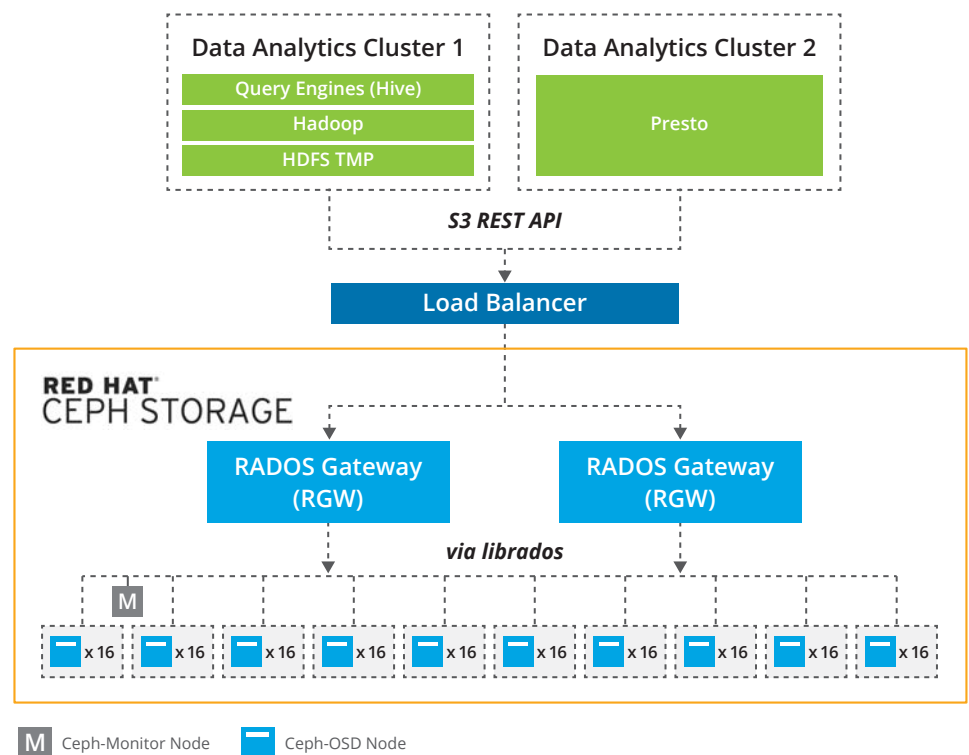 Data Analytics Cluster 1
Query Engines (Hive)
Hadoop
HDFS TMP
Data Analytics Cluster 2
Presto
S3 REST API
Load Balancer
RED HAT®
CEPH STORAGE
RADOS Gateway
(RGW)
RADOS Gateway
(RGW)
via librados
M
x 16
x 16
x 16
x 16
x 16
x 16
x 16
x 16
x 16
x 16
M Ceph-Monitor Node
Ceph-OSD Node